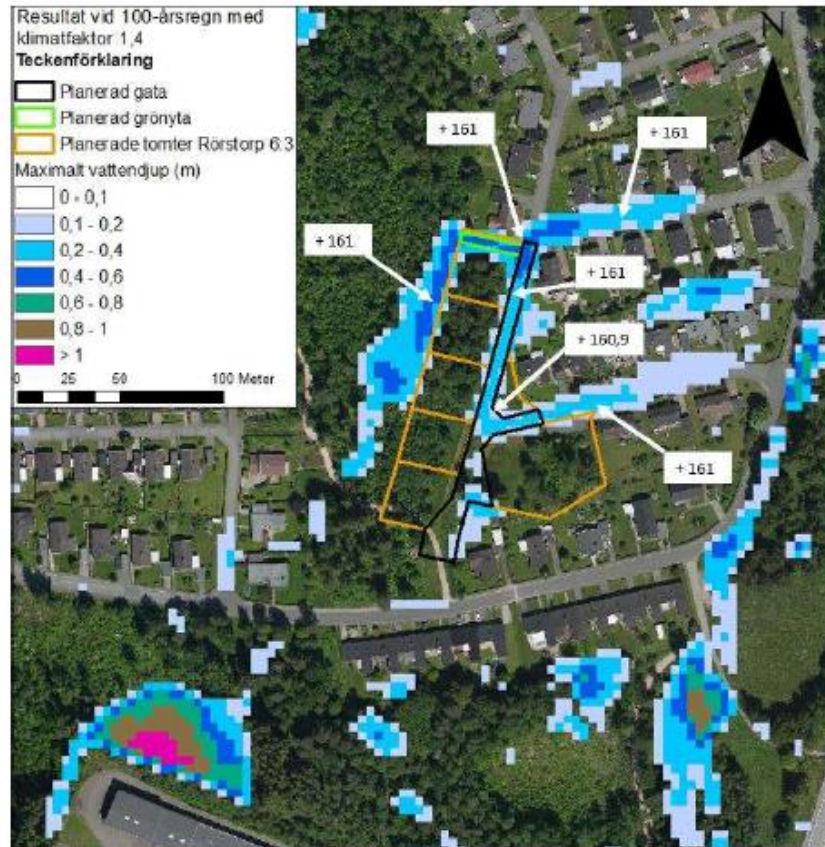 Resultat vid 100-årsregn med
klimatfaktor 1,4
Teckenförklaring
Planerad gata
Planerad grönyta
Planerade tomter Rörstorp 6:3
Maximalt vattendjup (m)
0 - 0,1
0,1 - 0,2
0,2 - 0,4
0,4 - 0,6
0,6 - 0,8
0,8 - 1
> 1
0 25 50 100 Meter
N
+ 161
+ 161
+ 161
+ 161
+ 160,9
+ 161